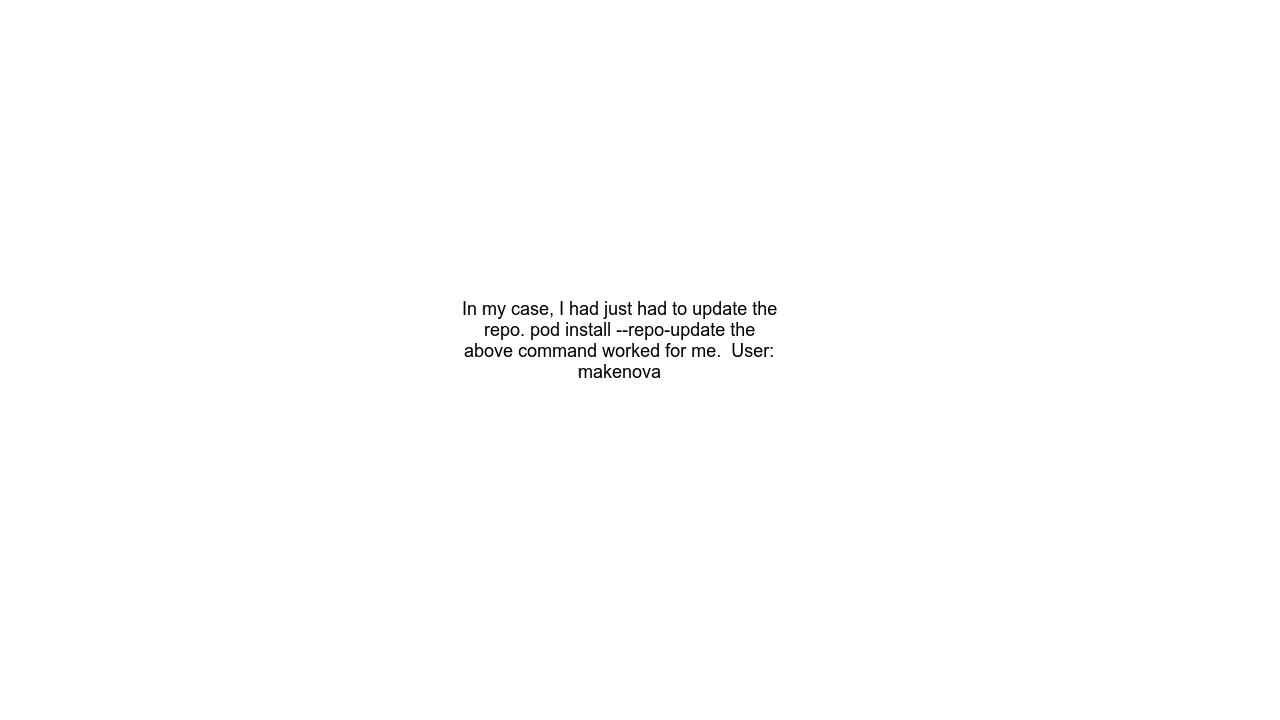 In my case, I had just had to update the
repo. pod install --repo-update the
above command worked for me.  User:
makenova